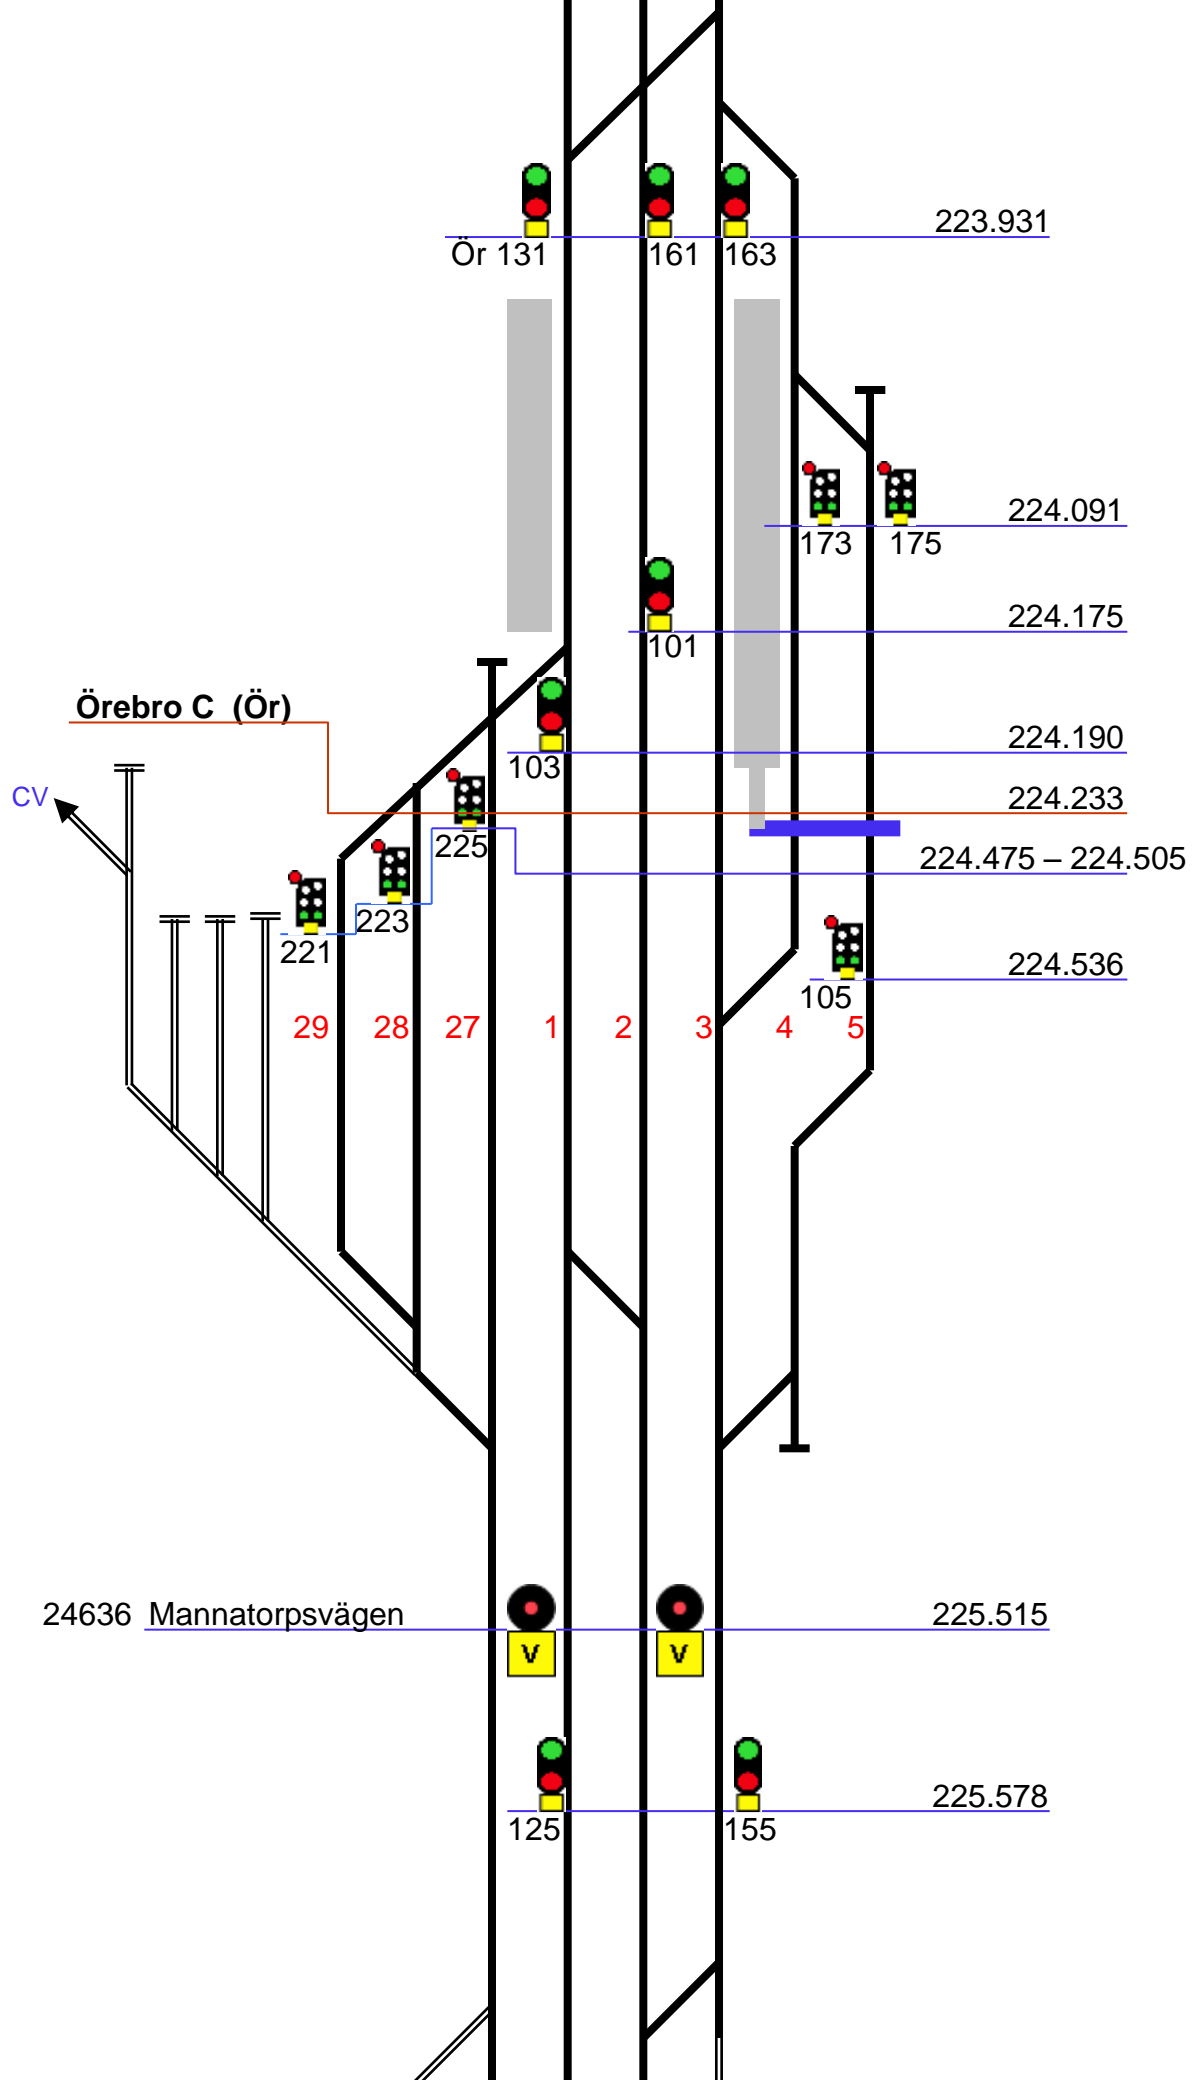 223.931
Ör 131 161 163
224.091
173 175
224.175
101
Örebro C (Ör)
224.190
103
CV
224.233
225
224.475 – 224.505
223
221
224.536
105
29 28 27 1 2 3 4 5
24636 Mannatorpsvägen 225.515
V V
225.578
125 155